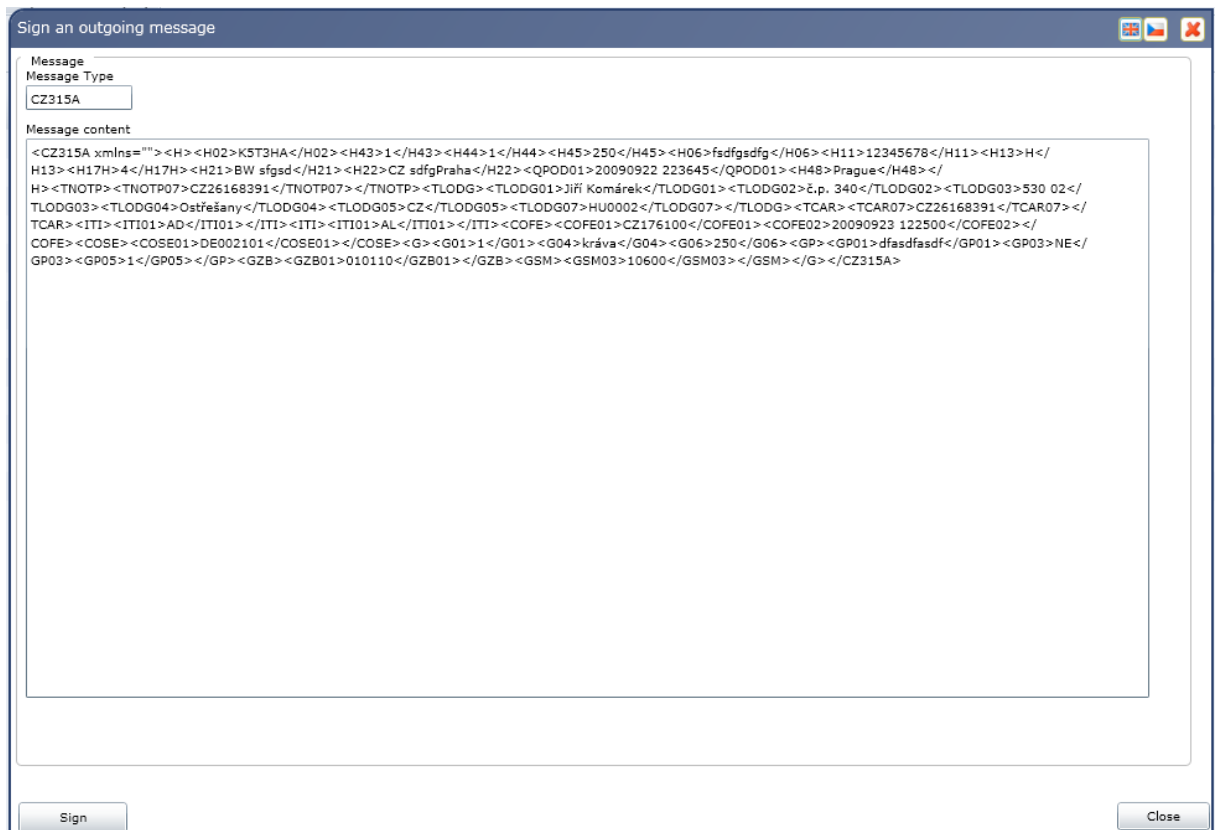 Sign an outgoing message
Message
Message Type
CZ315A
Message content
<CZ315A xmlns=""><H><H02>K5T3HA</H02><H43>1</H43><H44>1</H44><H45>250</H45><H06>fsdfgsdfg</H06><H11>12345678</H11><H13>H</
H13><H17H>4</H17H><H21>BW sfgsd</H21><H22>CZ sdfgPraha</H22><QPOD01>20090922 223645</QPOD01><H48>Prague</H48></
H><TNOTP><TNOTP07>CZ26168391</TNOTP07></TNOTP><TLODG><TLODG01>Jiří Komárek</TLODG01><TLODG02>č.p. 340</TLODG02><TLODG03>530 02</
TLODG03><TLODG04>Ostřešany</TLODG04><TLODG05>CZ</TLODG05><TLODG07>HU0002</TLODG07></TLODG><TCAR><TCAR07>CZ26168391</TCAR07></
TCAR><ITI><ITI01>AD</ITI01></ITI><ITI><ITI01>AL</ITI01></ITI><COFE><COFE01>CZ176100</COFE01><COFE02>20090923 122500</COFE02></
COFE><COSE><COSE01>DE002101</COSE01></COSE><G><G01>1</G01><G04>kráva</G04><G06>250</G06><GP><GP01>dfasdfasdf</GP01><GP03>NE</
GP03><GP05>1</GP05></GP><GZB><GZB01>010110</GZB01></GZB><GSM><GSM03>10600</GSM03></GSM></G></CZ315A>
Sign
Close